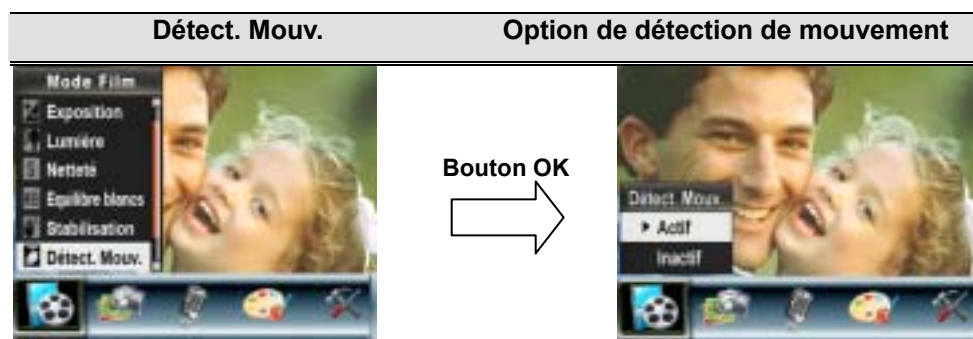 Détect. Mouv. Option de détection de mouvement
Mode Film
Exposition
Lumière
Netteté
Equilibre blancs
Stabilisation
Détect. Mouv.
Bouton OK
Détect. Mouv.
Actif
Inactif